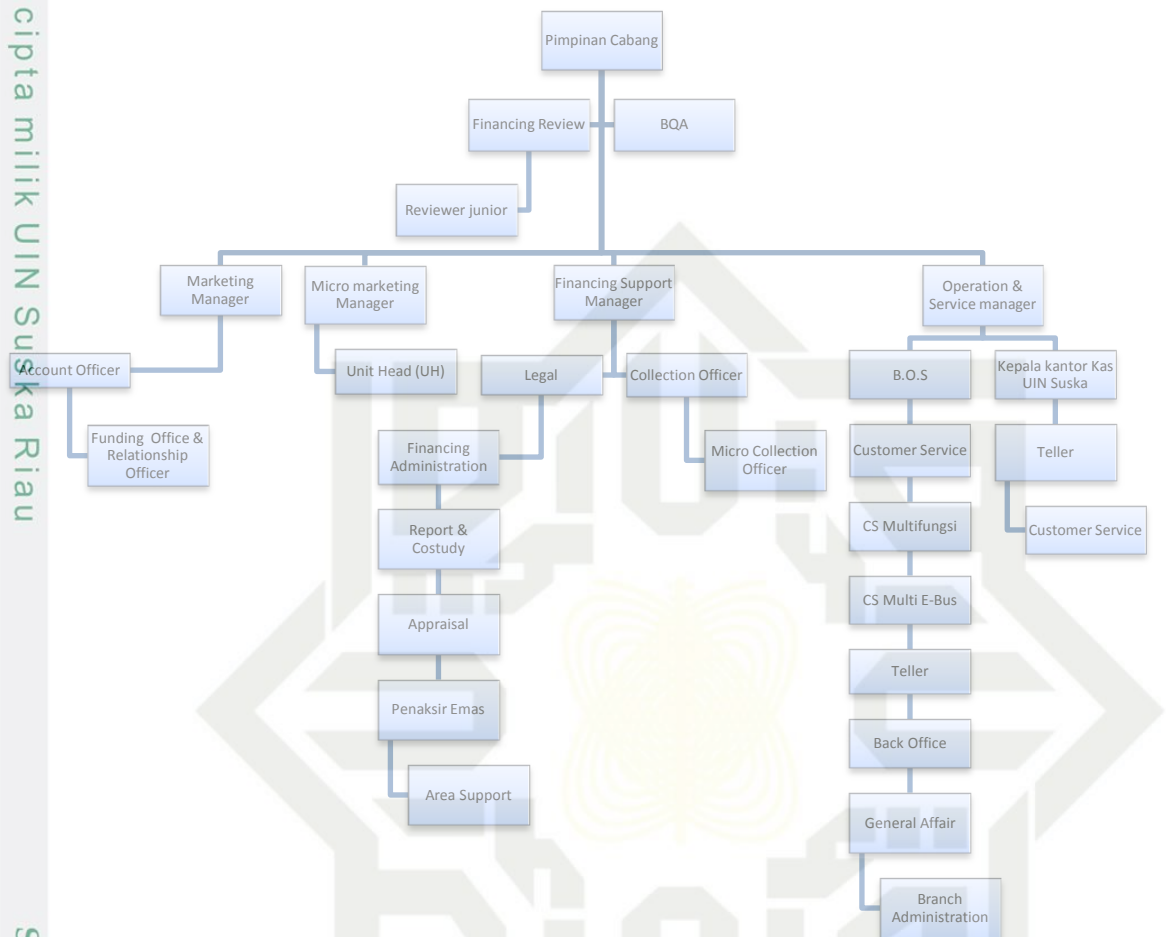 cipta milik UIN Suska Riau
Pimpinan Cabang
Financing Review
BQA
Reviewer junior
Marketing
Manager
Micro marketing
Manager
Financing Support
Manager
Operation &
Service manager
Account Officer
Unit Head (UH)
Legal
Collection Officer
B.O.S
Kepala kantor Kas
UIN Suska
Funding Office &
Relationship
Officer
Financing
Administration
Micro Collection
Officer
Customer Service
Teller
Report &
Costudy
CS Multifungsi
Customer Service
Appraisal
CS Multi E-Bus
Teller
Penaksir Emas
Back Office
Area Support
General Affair
Branch
Administration